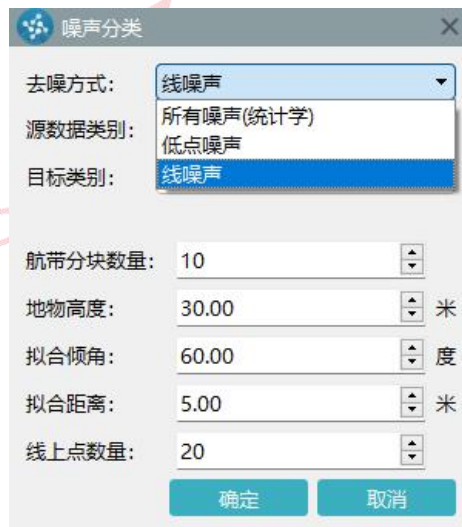 噪声分类
去噪方式: 线噪声
所有噪声(统计学)
源数据类别:
低点噪声
目标类别: 线噪声
航带分块数量: 10
地物高度: 30.00 米
拟合倾角: 60.00 度
拟合距离: 5.00 米
线上点数量: 20
确定 取消